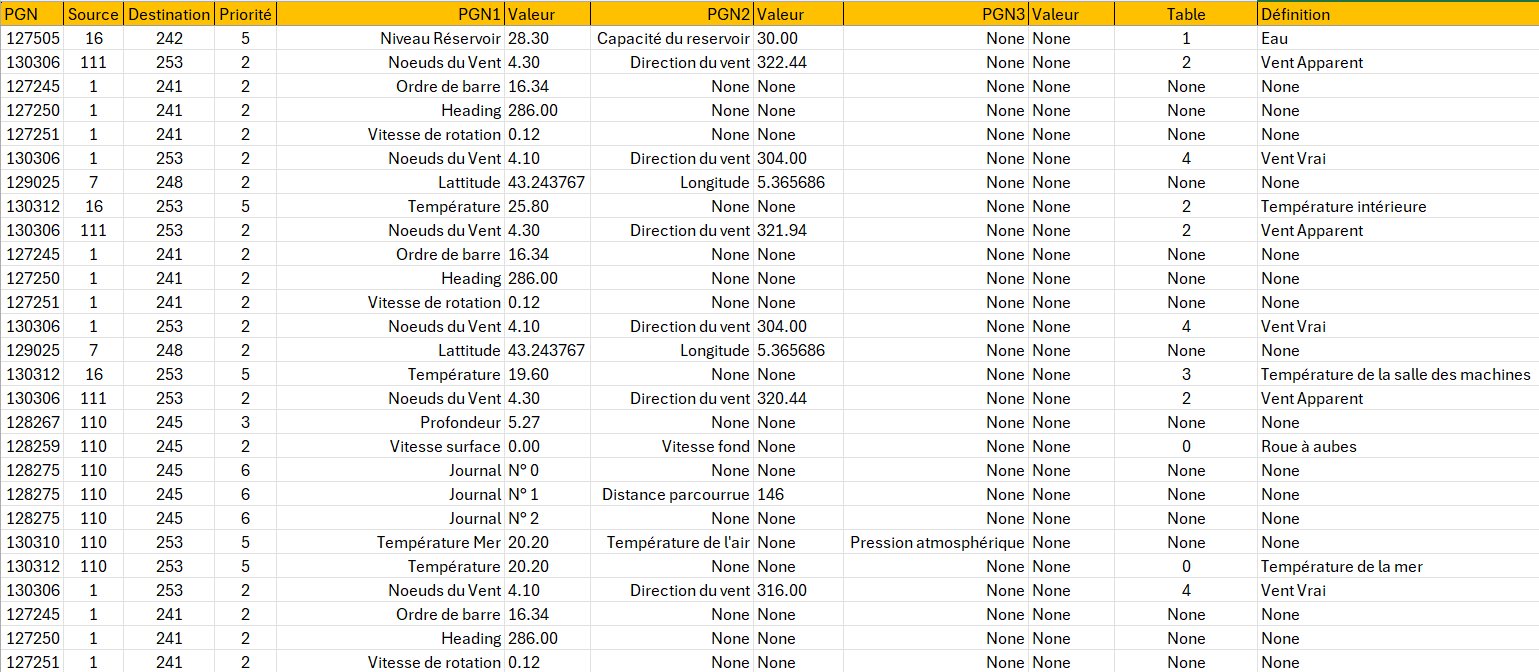 PGN Source Destination Priorité PGN1 Valeur PGN2 Valeur PGN3 Valeur Table Définition
127505 16 242 5 Niveau Réservoir 28.30 Capacité du reservoir 30.00 None None 1 Eau
130306 111 253 2 Noeuds du Vent 4.30 Direction du vent 322.44 None None 2 Vent Apparent
127245 1 241 2 Ordre de barre 16.34 None None None None None None
127250 1 241 2 Heading 286.00 None None None None None None
127251 1 241 2 Vitesse de rotation 0.12 None None None None None None
130306 1 253 2 Noeuds du Vent 4.10 Direction du vent 304.00 None None 4 Vent Vrai
129025 7 248 2 Lattitude 43.243767 Longitude 5.365686 None None None None
130312 16 253 5 Température 25.80 None None None None 2 Température intérieure
130306 111 253 2 Noeuds du Vent 4.30 Direction du vent 321.94 None None 2 Vent Apparent
127245 1 241 2 Ordre de barre 16.34 None None None None None None
127250 1 241 2 Heading 286.00 None None None None None None
127251 1 241 2 Vitesse de rotation 0.12 None None None None None None
130306 1 253 2 Noeuds du Vent 4.10 Direction du vent 304.00 None None 4 Vent Vrai
129025 7 248 2 Lattitude 43.243767 Longitude 5.365686 None None None None
130312 16 253 5 Température 19.60 None None None None 3 Température de la salle des machines
130306 111 253 2 Noeuds du Vent 4.30 Direction du vent 320.44 None None 2 Vent Apparent
128267 110 245 3 Profondeur 5.27 None None None None None None
128259 110 245 2 Vitesse surface 0.00 Vitesse fond None None None 0 Roue à aubes
128275 110 245 6 Journal N° 0 None None None None None None
128275 110 245 6 Journal N° 1 Distance parcourrue 146 None None None None
128275 110 245 6 Journal N° 2 None None None None None None
130310 110 253 5 Température Mer 20.20 Température de l'air None Pression atmosphérique None None None
130312 110 253 5 Température 20.20 None None None None 0 Température de la mer
130306 1 253 2 Noeuds du Vent 4.10 Direction du vent 316.00 None None 4 Vent Vrai
127245 1 241 2 Ordre de barre 16.34 None None None None None None
127250 1 241 2 Heading 286.00 None None None None None None
127251 1 241 2 Vitesse de rotation 0.12 None None None None None None